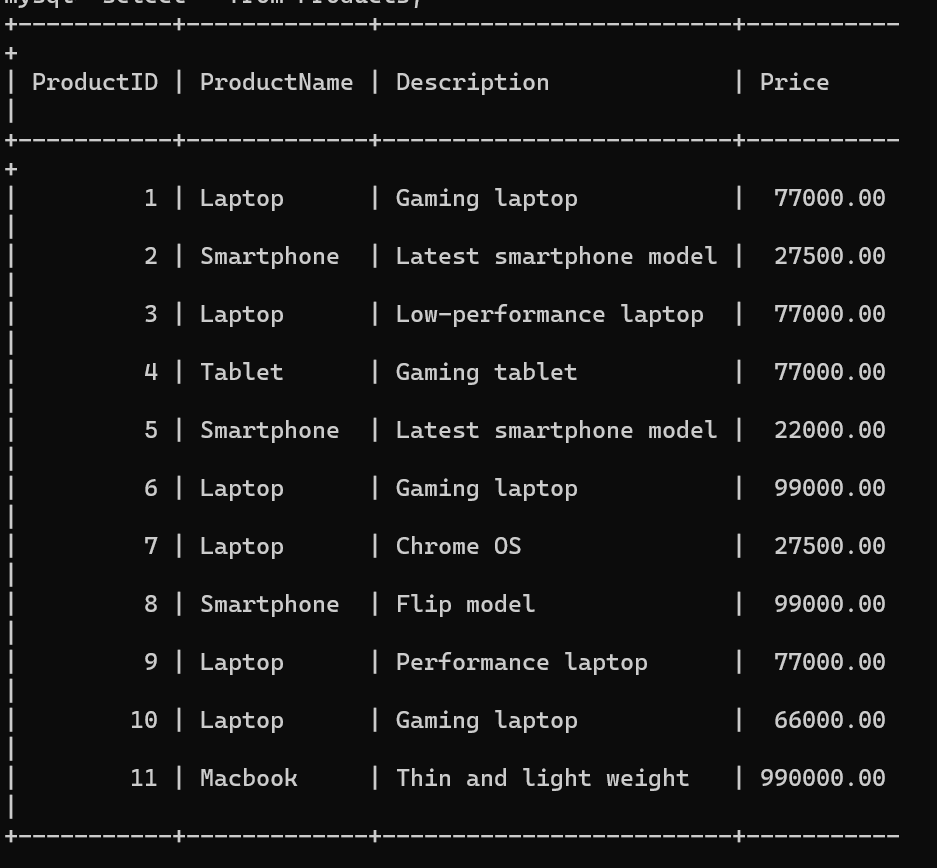 mysql> select * from Products;
+-----------+-------------+-------------------------+-----------
+
| ProductID | ProductName | Description             | Price
|
+-----------+-------------+-------------------------+-----------
+
|         1 | Laptop      | Gaming laptop           |  77000.00
|
|         2 | Smartphone  | Latest smartphone model |  27500.00
|
|         3 | Laptop      | Low-performance laptop  |  77000.00
|
|         4 | Tablet      | Gaming tablet           |  77000.00
|
|         5 | Smartphone  | Latest smartphone model |  22000.00
|
|         6 | Laptop      | Gaming laptop           |  99000.00
|
|         7 | Laptop      | Chrome OS               |  27500.00
|
|         8 | Smartphone  | Flip model              |  99000.00
|
|         9 | Laptop      | Performance laptop      |  77000.00
|
|        10 | Laptop      | Gaming laptop           |  66000.00
|
|        11 | Macbook     | Thin and light weight   | 990000.00
|
+-----------+-------------+-------------------------+-----------